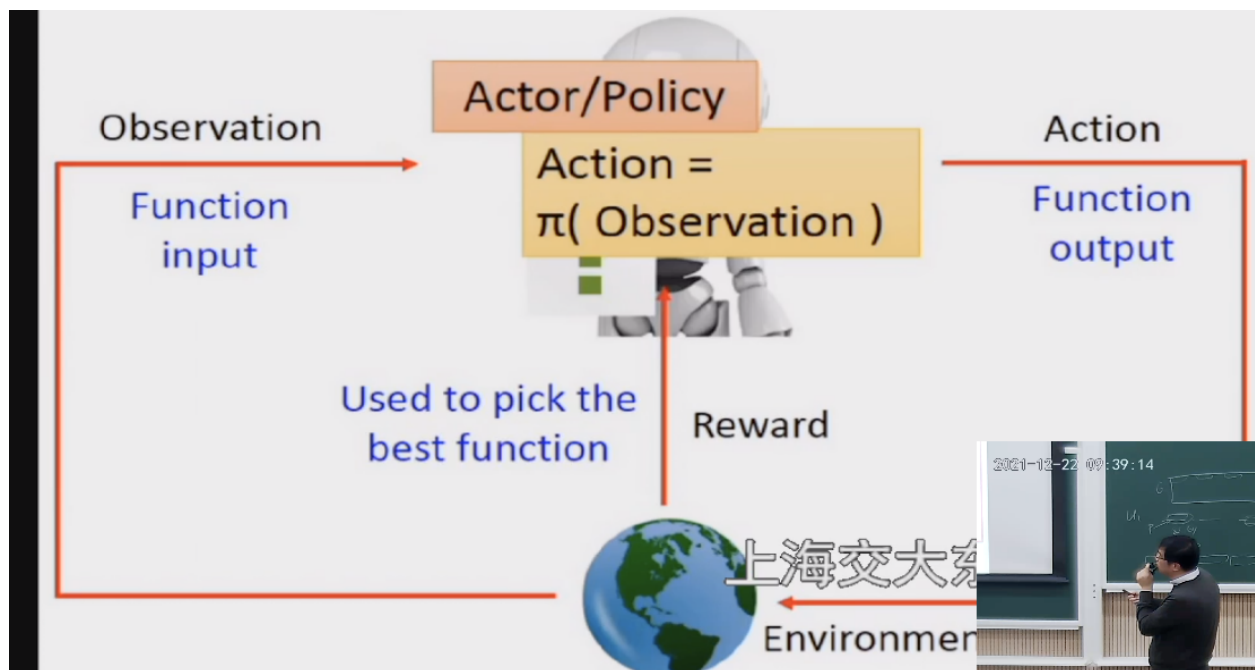 Actor/Policy
Observation
Action
Action =
π( Observation )
Function
input
Function
output
Used to pick the
best function
Reward
2021-12-22 09:39:14
上海交大东
Environmen